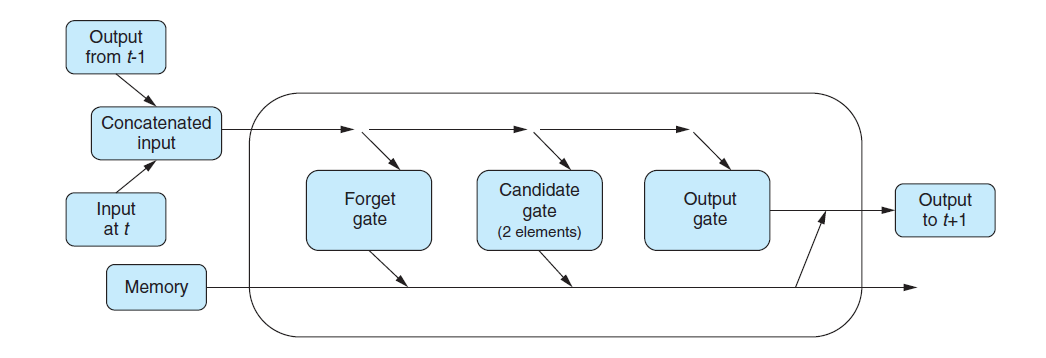 Output
from t-1
Concatenated
input
Input
at t
Memory
Forget
gate
Candidate
gate
(2 elements)
Output
gate
Output
to t+1